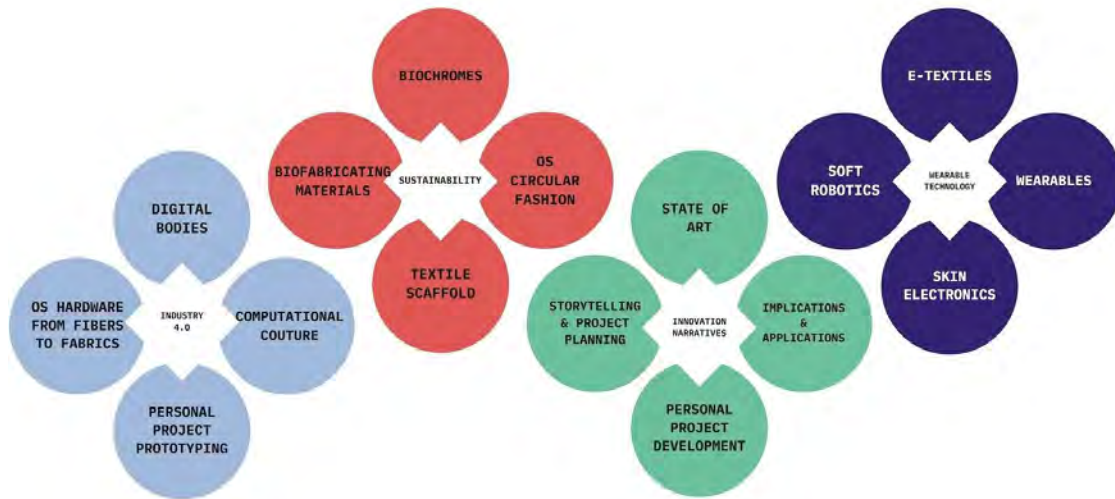 DIGITAL
BODIES
OS HARDWARE
FROM FIBERS
TO FABRICS
INDUSTRY
4.0
COMPUTATIONAL
COUTURE
PERSONAL
PROJECT
PROTOTYPING
BIOCHROMES
BIOFABRICATING
MATERIALS
SUSTAINABILITY
OS
CIRCULAR
FASHION
TEXTILE
SCAFFOLD
STATE OF
ART
STORYTELLING
& PROJECT
PLANNING
INNOVATION
NARRATIVES
IMPLICATIONS
&
APPLICATIONS
PERSONAL
PROJECT
DEVELOPMENT
E-TEXTILES
SOFT
ROBOTICS
WEARABLE
TECHNOLOGY
WEARABLES
SKIN
ELECTRONICS